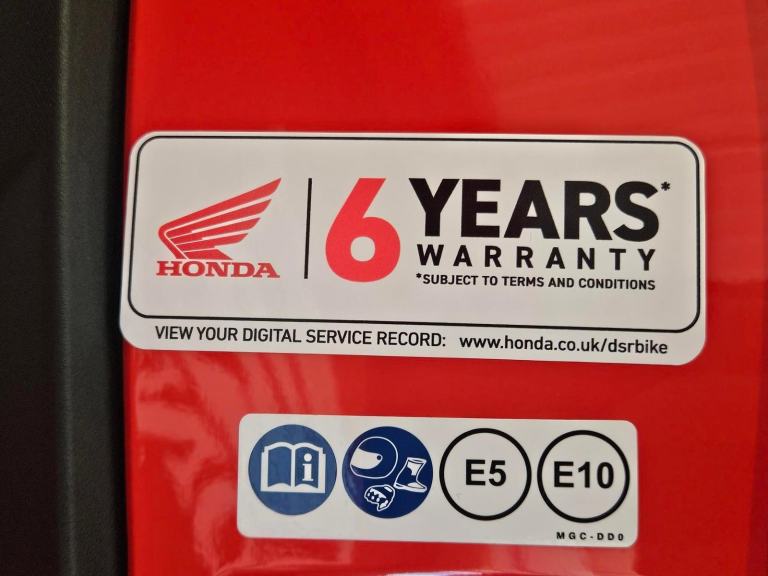 HONDA
6 YEARS*
WARRANTY
*SUBJECT TO TERMS AND CONDITIONS
VIEW YOUR DIGITAL SERVICE RECORD: www.honda.co.uk/dsrbike
i E5 E10
MGC-DD0